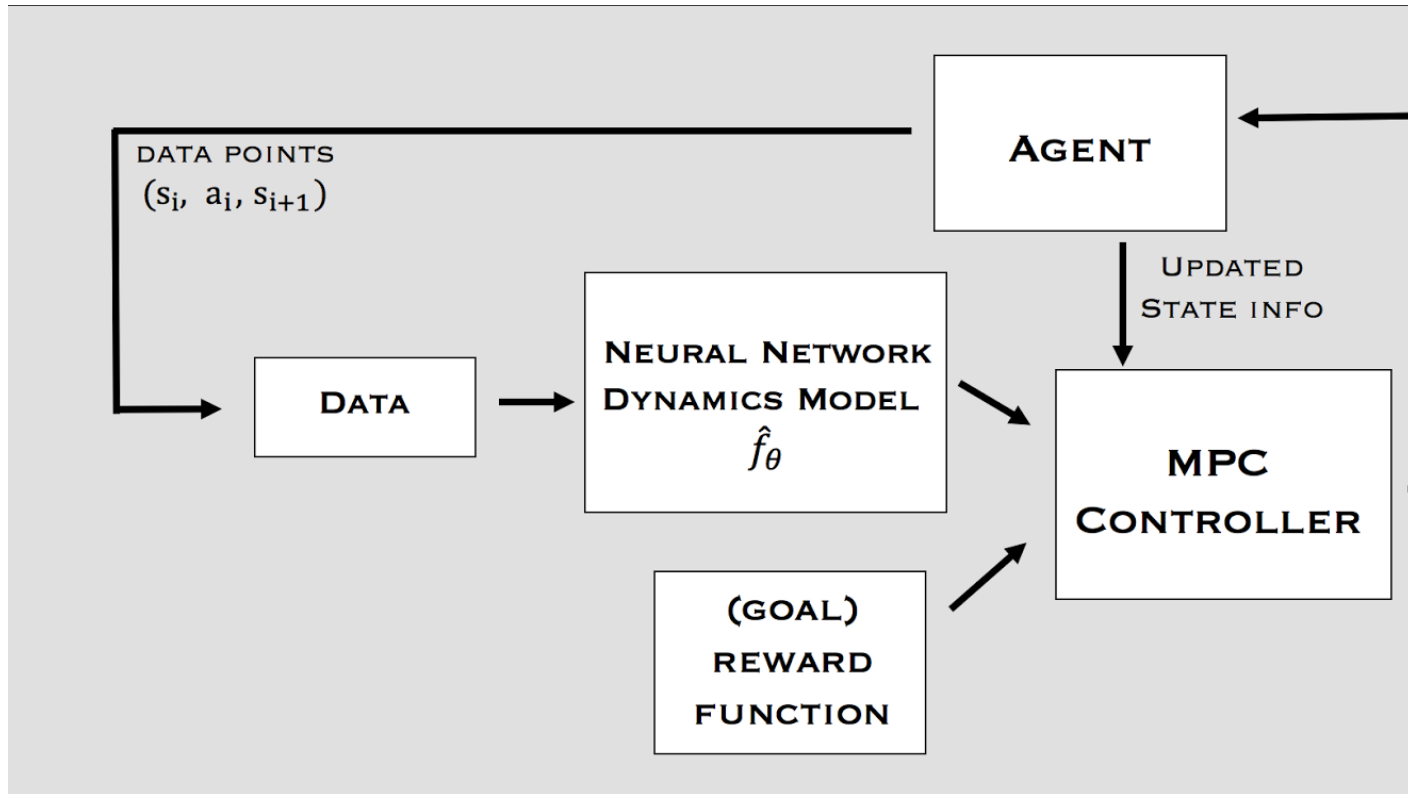 AGENT
DATA POINTS
(sᵢ, aᵢ, sᵢ₊₁)
UPDATED
STATE INFO
NEURAL NETWORK
DYNAMICS MODEL
f̂_θ
DATA
MPC
CONTROLLER
(GOAL)
REWARD
FUNCTION